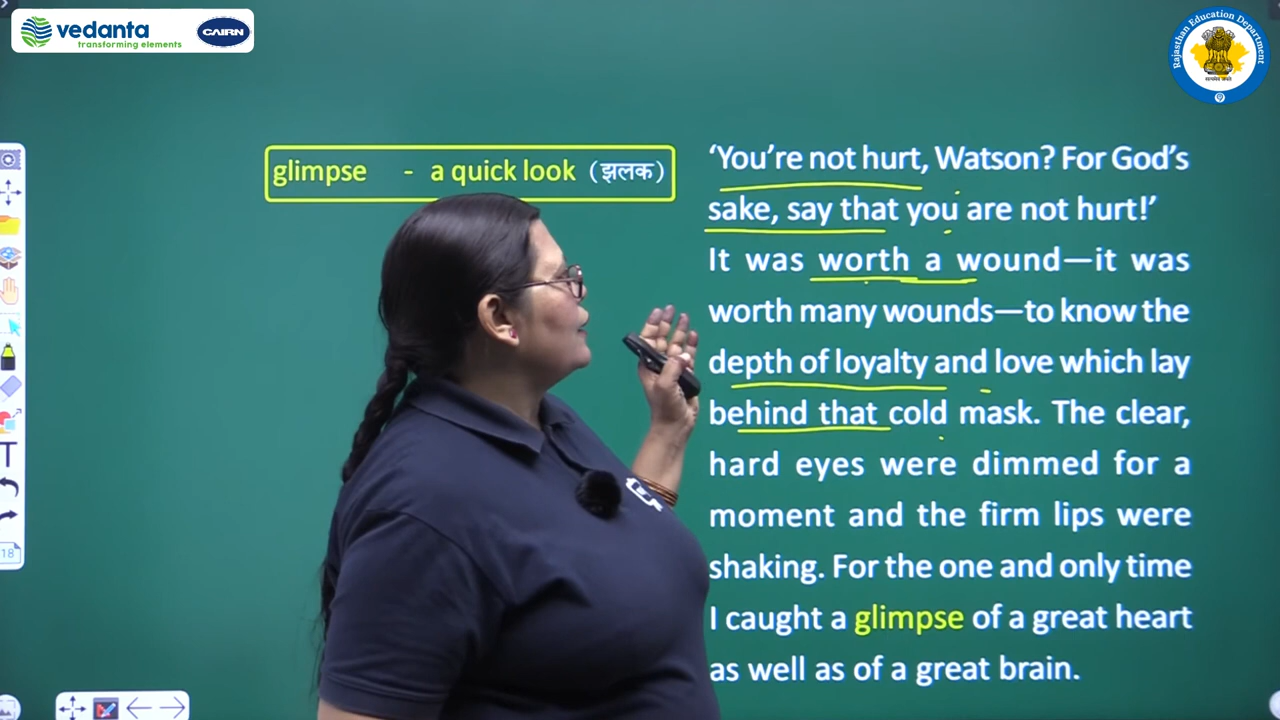 vedanta
transforming elements
CAIRN
Rajasthan Education Department
glimpse - a quick look (झलक)
‘You’re not hurt, Watson? For God’s
sake, say that you are not hurt!’
It was worth a wound—it was
worth many wounds—to know the
depth of loyalty and love which lay
behind that cold mask. The clear,
hard eyes were dimmed for a
moment and the firm lips were
shaking. For the one and only time
I caught a glimpse of a great heart
as well as of a great brain.
T
18